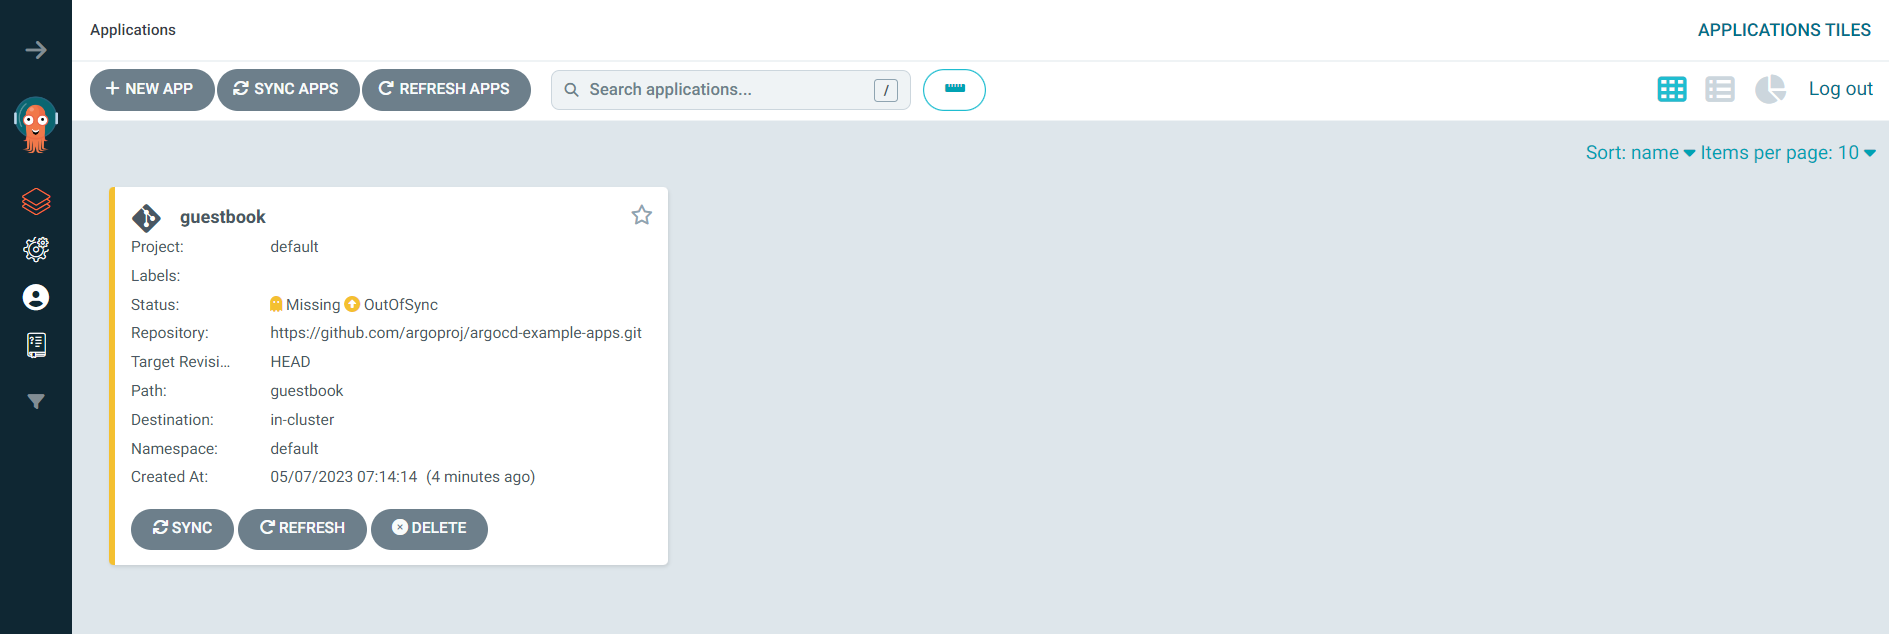 Applications
APPLICATIONS TILES
NEW APP SYNC APPS REFRESH APPS Search applications... / Log out
Sort: name Items per page: 10
guestbook
Project: default
Labels:
Status: Missing OutOfSync
Repository: https://github.com/argoproj/argocd-example-apps.git
Target Revisi... HEAD
Path: guestbook
Destination: in-cluster
Namespace: default
Created At: 05/07/2023 07:14:14 (4 minutes ago)
SYNC REFRESH DELETE